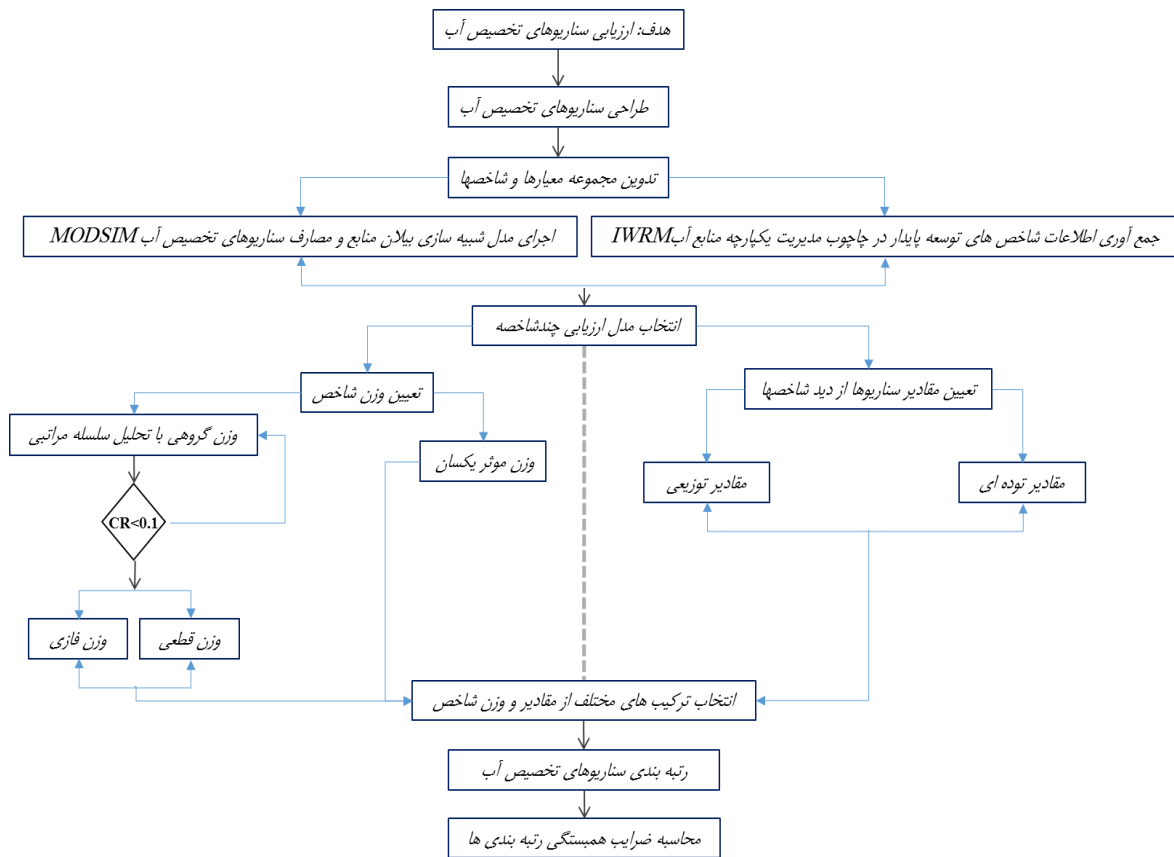 هدف: ارزیابی سناریوهای تخصیص آب
طراحی سناریوهای تخصیص آب
تدوین مجموعه معیارها و شاخصها
جمع آوری اطلاعات شاخص های توسعه پایدار در چاچوب مدیریت یکپارچه منابع آب IWRM
اجرای مدل شبیه سازی بیلان منابع و مصارف سناریوهای تخصیص آب MODSIM
انتخاب مدل ارزیابی چندشاخصه
تعیین مقادیر سناریوها از دید شاخصها
تعیین وزن شاخص
وزن گروهی با تحلیل سلسله مراتبی
وزن موثر یکسان
مقادیر توده ای
مقادیر توزیعی
CR<0.1
وزن قطعی
وزن فازی
انتخاب ترکیب های مختلف از مقادیر و وزن شاخص
رتبه بندی سناریوهای تخصیص آب
محاسبه ضرایب همبستگی رتبه بندی ها